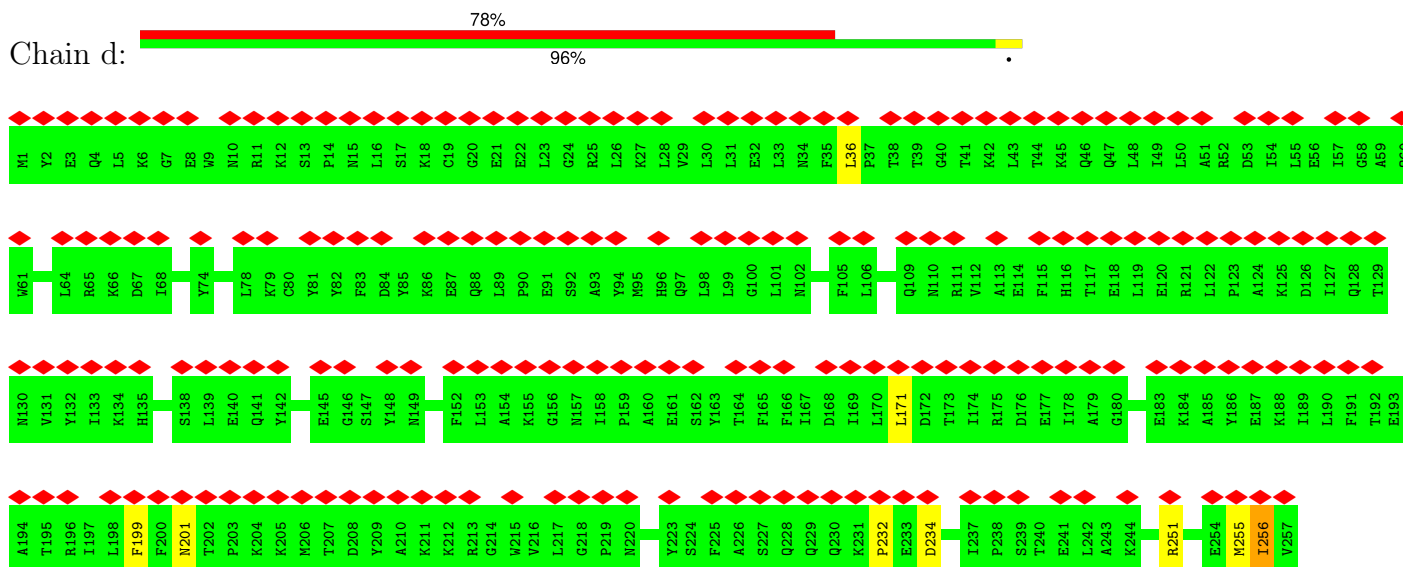 78%
Chain d:
96%
.
M1 Y2 E3 Q4 L5 K6 G7 E8 W9 N10 R11 K12 S13 P14 N15 L16 S17 K18 C19 G20 E21 E22 L23 G24 R25 L26 K27 L28 V29 L30 L31 E32 L33 N34 F35 L36 P37 T38 T39 G40 T41 K42 L43 T44 K45 Q46 Q47 L48 I49 L50 A51 R52 D53 I54 L55 E56 I57 G58 A59
W61 L64 R65 K66 D67 I68 Y74 L78 K79 C80 Y81 Y82 F83 D84 Y85 K86 E87 Q88 L89 P90 E91 S92 A93 Y94 M95 H96 Q97 L98 L99 G100 L101 N102 F105 L106 Q109 N110 R111 V112 A113 E114 F115 H116 T117 E118 L119 E120 R121 L122 P123 A124 K125 D126 I127 Q128 T129
N130 V131 Y132 I133 K134 H135 S138 L139 E140 Q141 Y142 E145 G146 S147 Y148 N149 F152 L153 A154 K155 G156 N157 I158 P159 A160 E161 S162 Y163 T164 F165 F166 I167 D168 I169 L170 L171 D172 T173 I174 R175 D176 E177 I178 A179 G180 E183 K184 A185 Y186 E187 K188 I189 L190 F191 T192 E193
A194 T195 R196 I197 L198 F199 F200 N201 T202 P203 K204 K205 M206 T207 D208 Y209 A210 K211 K212 R213 G214 W215 V216 L217 G218 P219 N220 Y223 S224 F225 A226 S227 Q228 Q229 Q230 K231 P232 E233 D234 I237 P238 S239 T240 E241 L242 A243 K244 R251 E254 M255 I256 V257